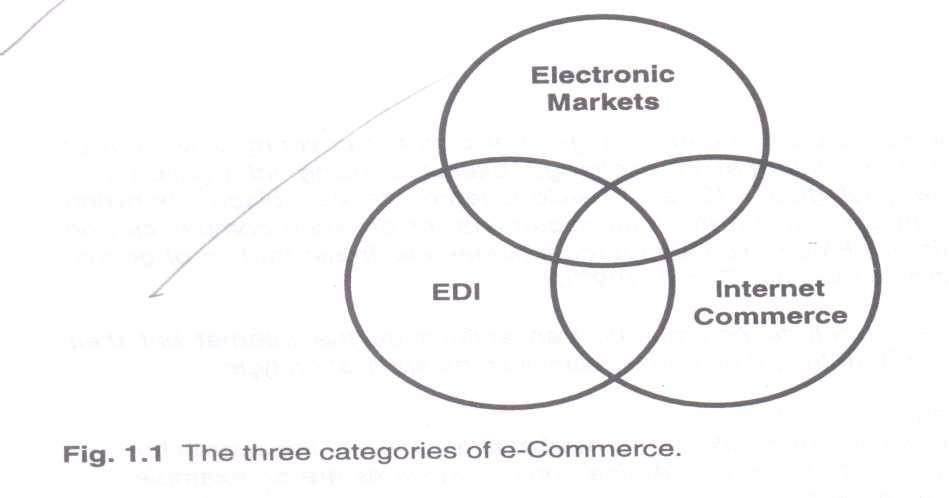 Electronic
Markets
EDI
Internet
Commerce
Fig. 1.1 The three categories of e-Commerce.